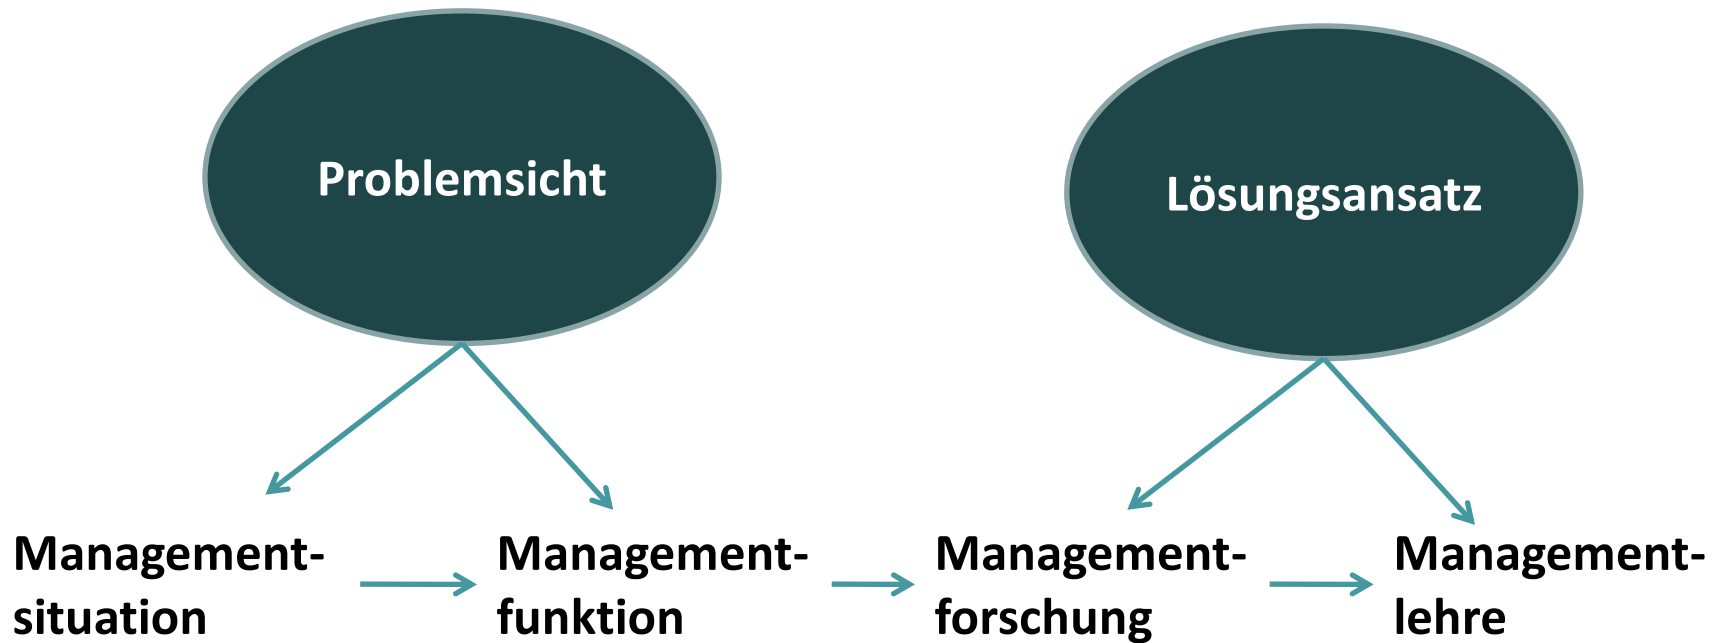 Problemsicht
Lösungsansatz
Management-
situation
Management-
funktion
Management-
forschung
Management-
lehre